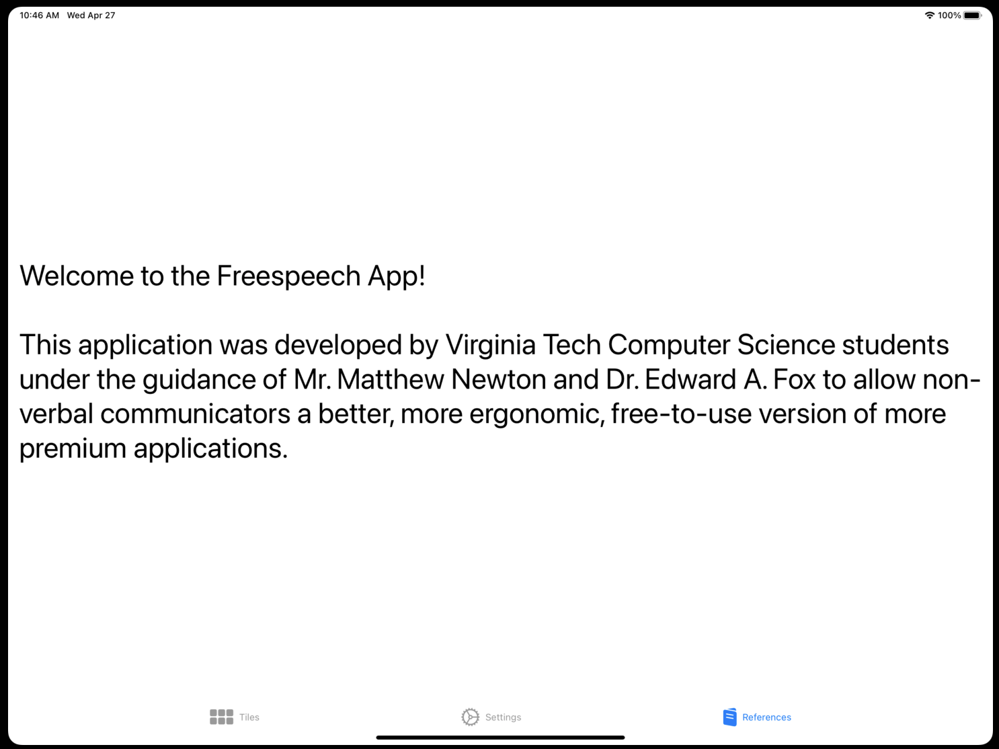 10:46 AM Wed Apr 27
100%
Welcome to the Freespeech App!
This application was developed by Virginia Tech Computer Science students
under the guidance of Mr. Matthew Newton and Dr. Edward A. Fox to allow non-
verbal communicators a better, more ergonomic, free-to-use version of more
premium applications.
Tiles
Settings
References